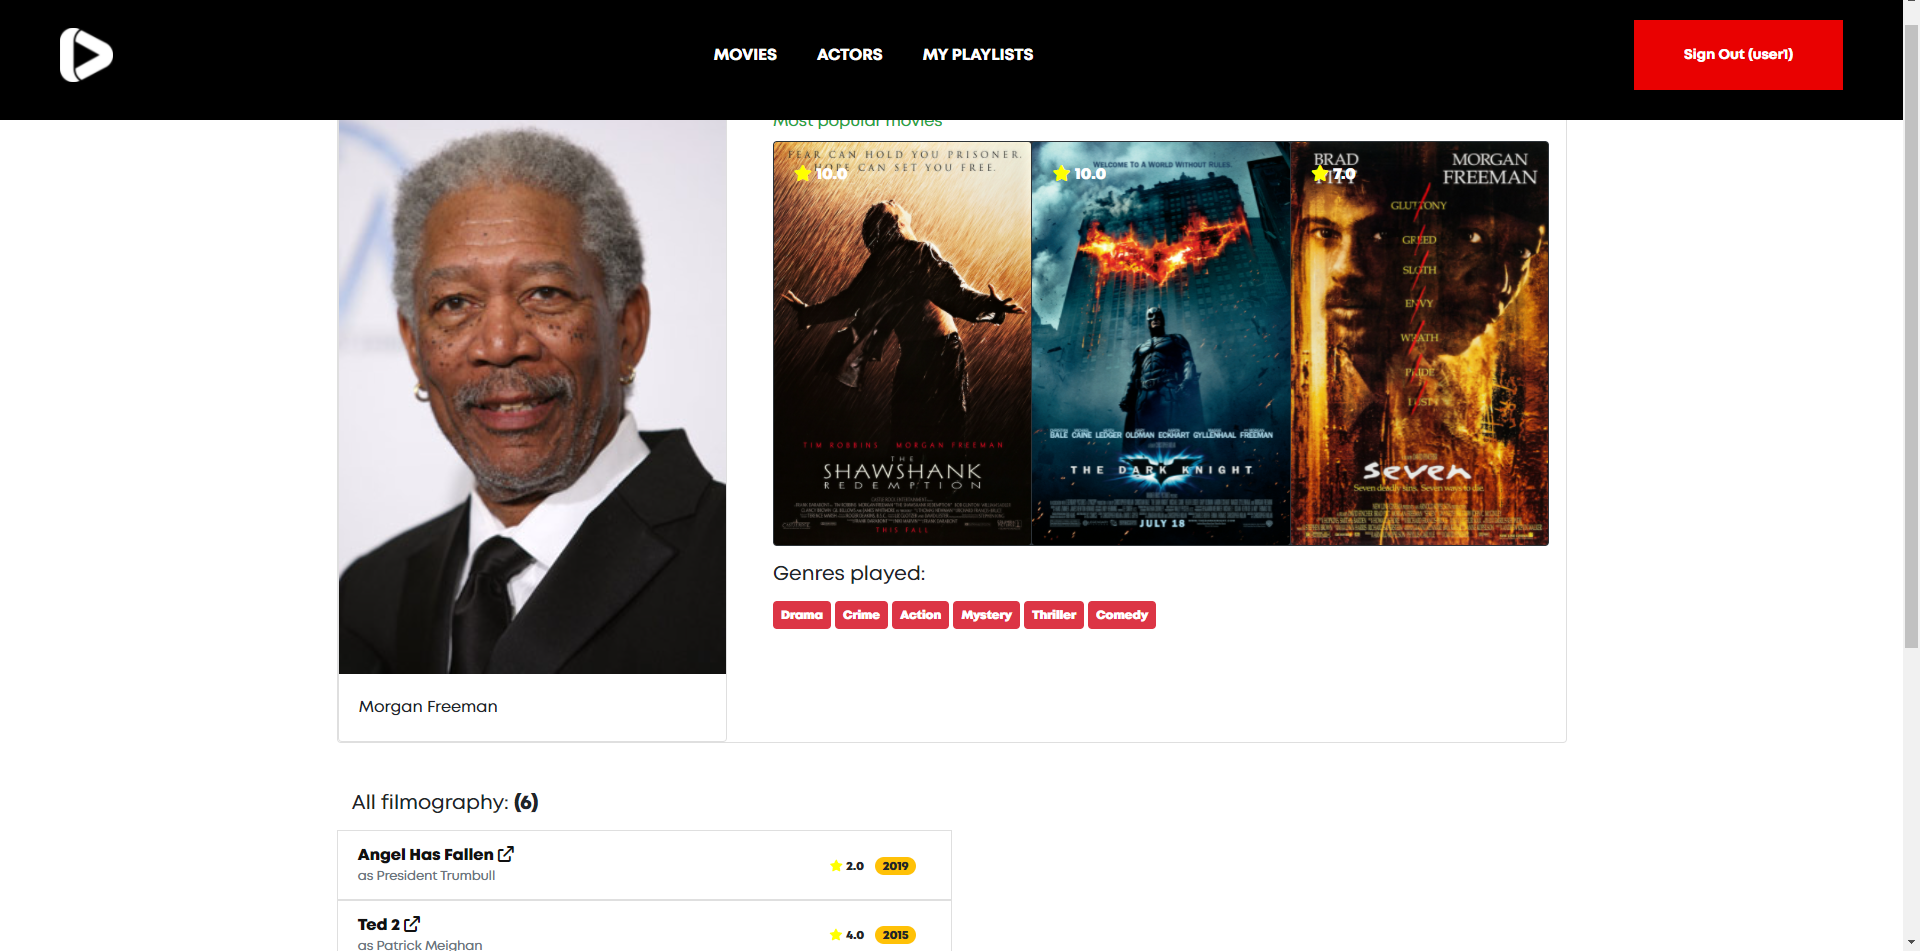 MOVIES ACTORS MY PLAYLISTS
Sign Out (user1)
Most popular movies
FEAR CAN HOLD YOU PRISONER.
HOPE CAN SET YOU FREE.
10.0
TIM ROBBINS MORGAN FREEMAN
THE
SHAWSHANK
REDEMPTION
THIS FALL
WELCOME TO A WORLD WITHOUT RULES.
10.0
BALE CAINE LEDGER OLDMAN ECKHART GYLLENHAAL FREEMAN
THE DARK KNIGHT
JULY 18
BRAD
PITT
MORGAN
FREEMAN
7.0
GLUTTONY
GREED
SLOTH
ENVY
WRATH
PRIDE
LUST
Seven
Seven deadly sins. Seven ways to die.
Genres played:
Drama Crime Action Mystery Thriller Comedy
Morgan Freeman
All filmography: (6)
Angel Has Fallen
as President Trumbull
2.0 2019
Ted 2
as Patrick Meighan
4.0 2015